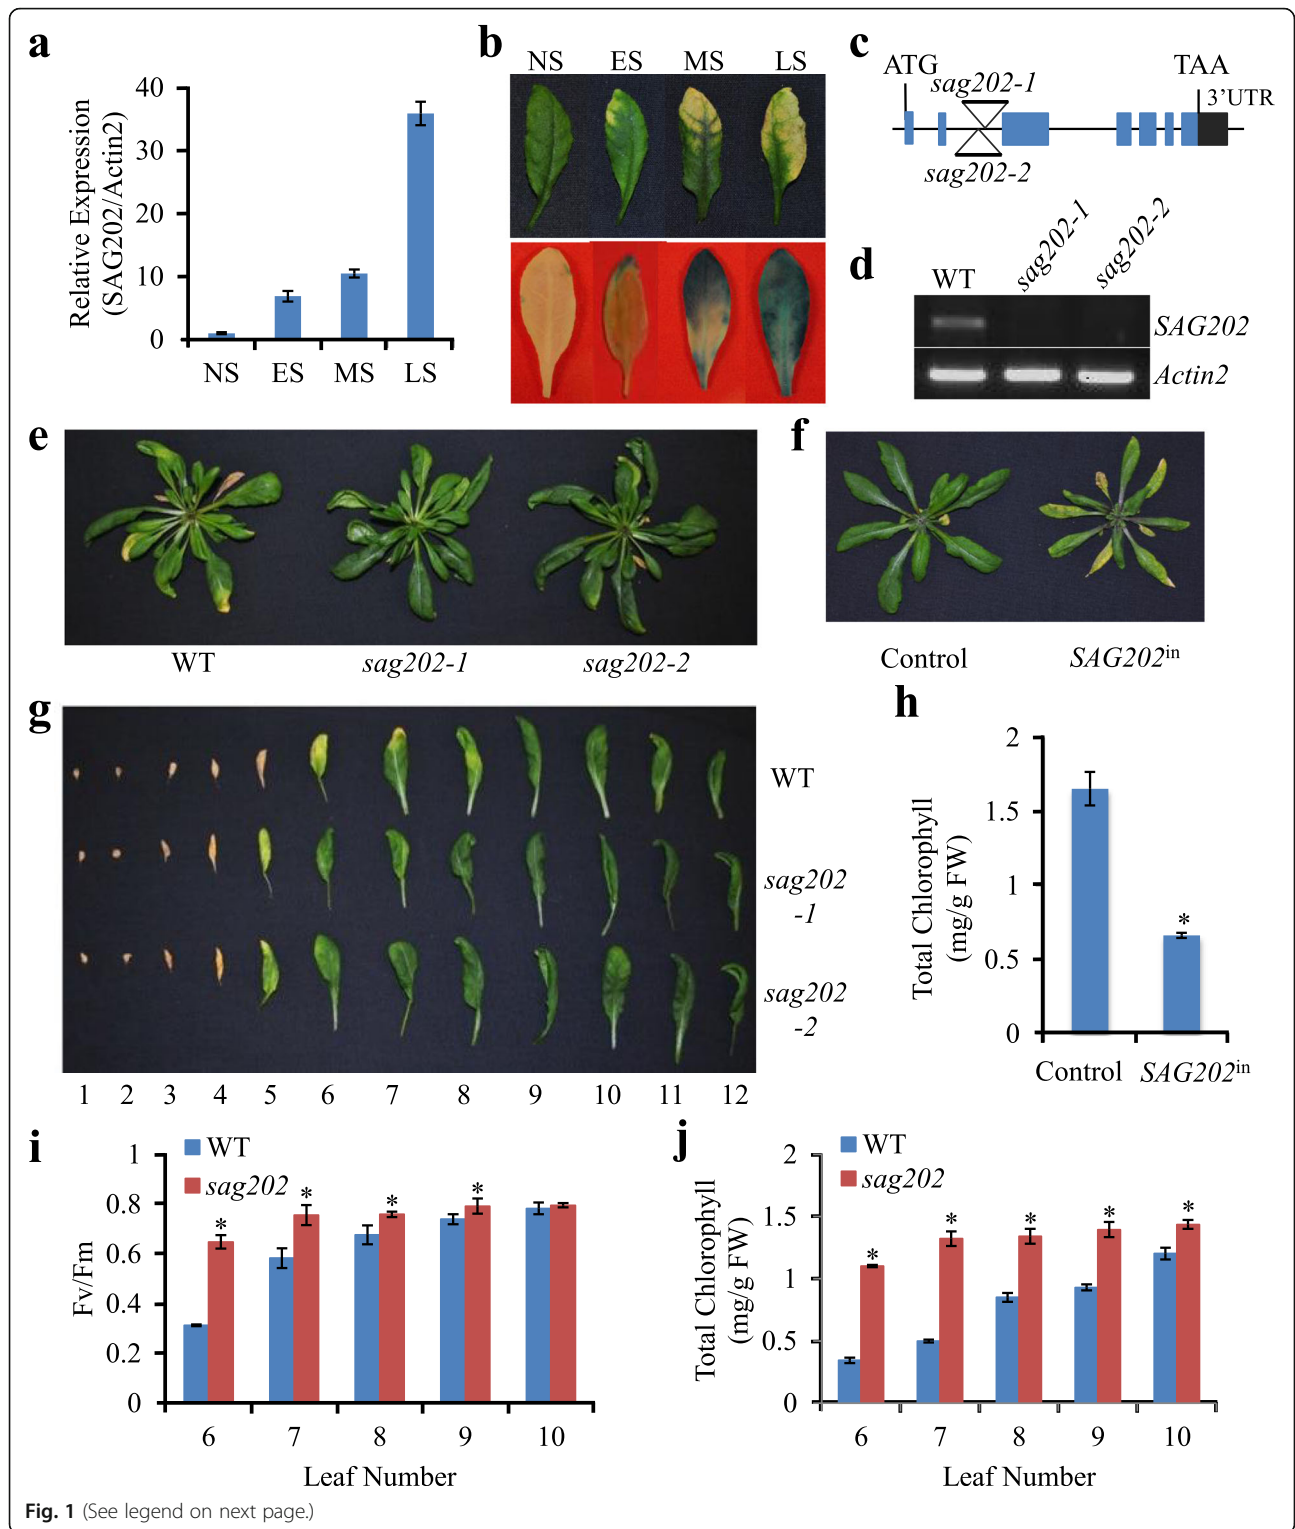 a
40
30
20
10
0
Relative Expression
(SAG202/Actin2)
NS ES MS LS
b
NS ES MS LS
c
ATG
sag202-1
TAA
3'UTR
sag202-2
d
WT sag202-1 sag202-2
SAG202
Actin2
e
WT sag202-1 sag202-2
f
Control SAG202in
g
WT
sag202
-1
sag202
-2
1 2 3 4 5 6 7 8 9 10 11 12
h
2
1.5
1
0.5
0
Total Chlorophyll
(mg/g FW)
*
Control SAG202in
i
WT
sag202
1
0.8
0.6
0.4
0.2
0
Fv/Fm
* * * *
6 7 8 9 10
Leaf Number
j
WT
sag202
2
1.5
1
0.5
0
Total Chlorophyll
(mg/g FW)
* * * * *
6 7 8 9 10
Leaf Number
Fig. 1 (See legend on next page.)